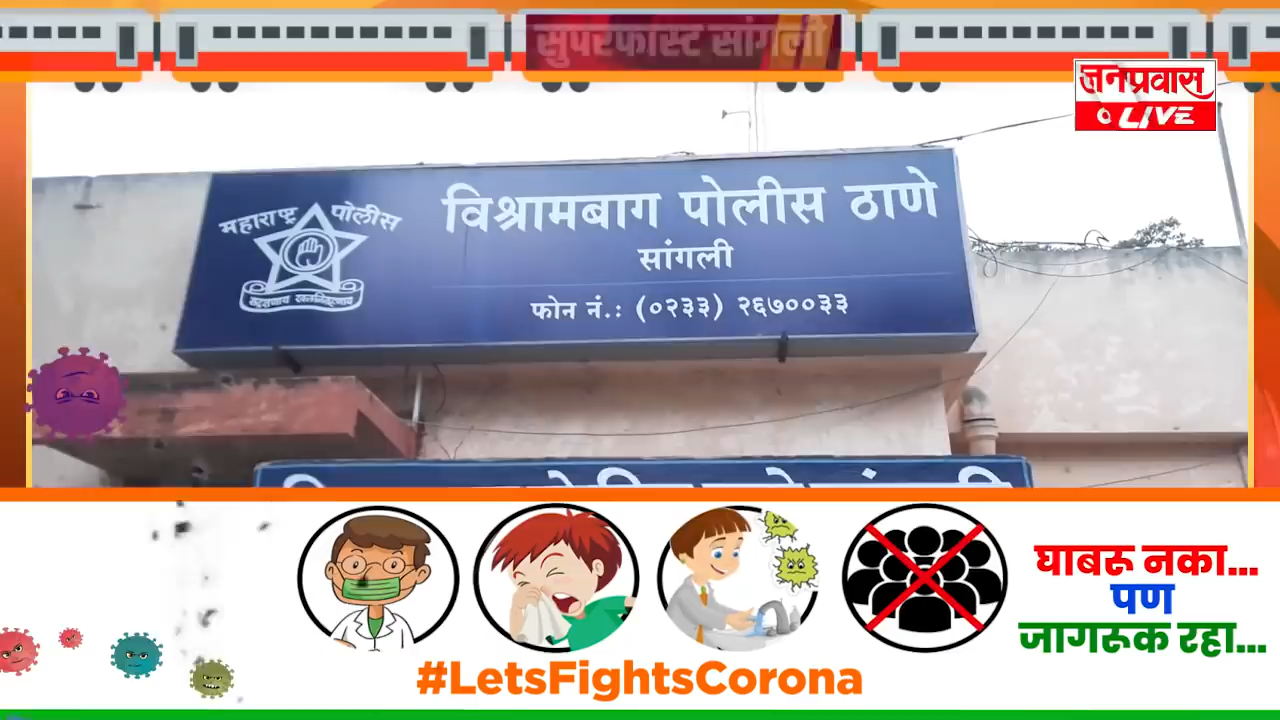 सुपरफास्ट सांगली
जनप्रवास
LIVE
महाराष्ट्र पोलीस
विश्रामबाग पोलीस ठाणे
सांगली
फोन नं.: (०२३३) २६७००३३
घाबरू नका...
पण
जागरूक रहा...
#LetsFightsCorona